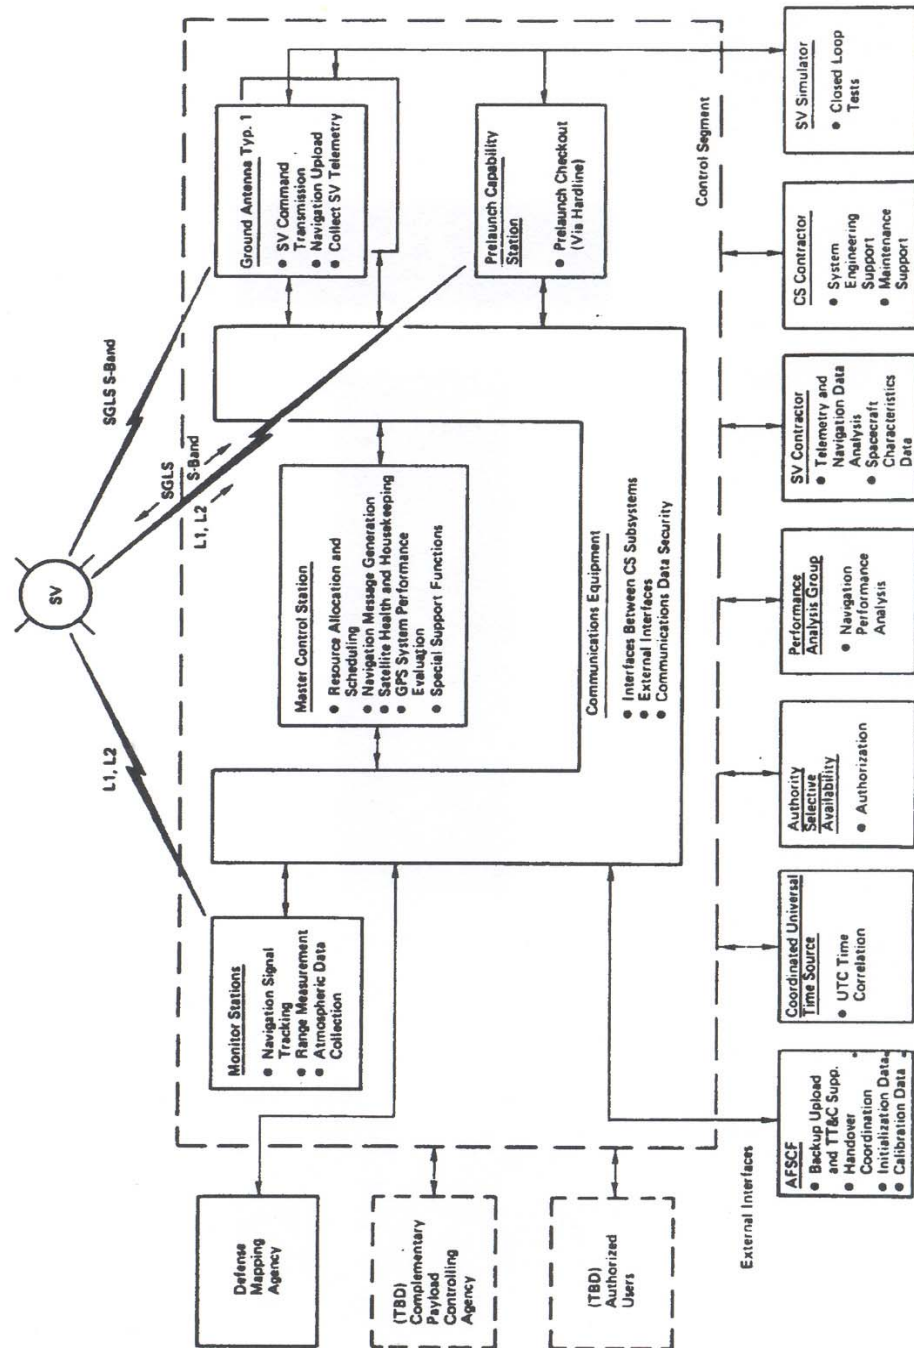 SV
L1, L2
SGLS S-Band
SGLS
S-Band
L1, L2
Monitor Stations
● Navigation Signal
Tracking
● Range Measurement
● Atmospheric Data
Collection
Master Control Station
● Resource Allocation and
Scheduling
● Navigation Message Generation
● Satellite Health and Housekeeping
● GPS System Performance
Evaluation
● Special Support Functions
Ground Antenna Typ. 1
● SV Command
Transmission
● Navigation Upload
● Collect SV Telemetry
Prelaunch Capability
Station
● Prelaunch Checkout
(Via Hardline)
Communications Equipment
● Interfaces Between CS Subsystems
● External Interfaces
● Communications Data Security
Control Segment
Defense
Mapping
Agency
(TBD)
Complementary
Payload
Controlling
Agency
(TBD)
Authorized
Users
External Interfaces
AFSCF
● Backup Upload
and TT&C Supp.
● Handover
Coordination
● Initialization Data
● Calibration Data
Coordinated Universal
Time Source
● UTC Time
Correlation
Authority
Selective
Availability
● Authorization
Performance
Analysis Group
● Navigation
Performance
Analysis
SV Contractor
● Telemetry and
Navigation Data
Analysis
● Spacecraft
Characteristics
Data
CS Contractor
● System
Engineering
Support
● Maintenance
Support
SV Simulator
● Closed Loop
Tests